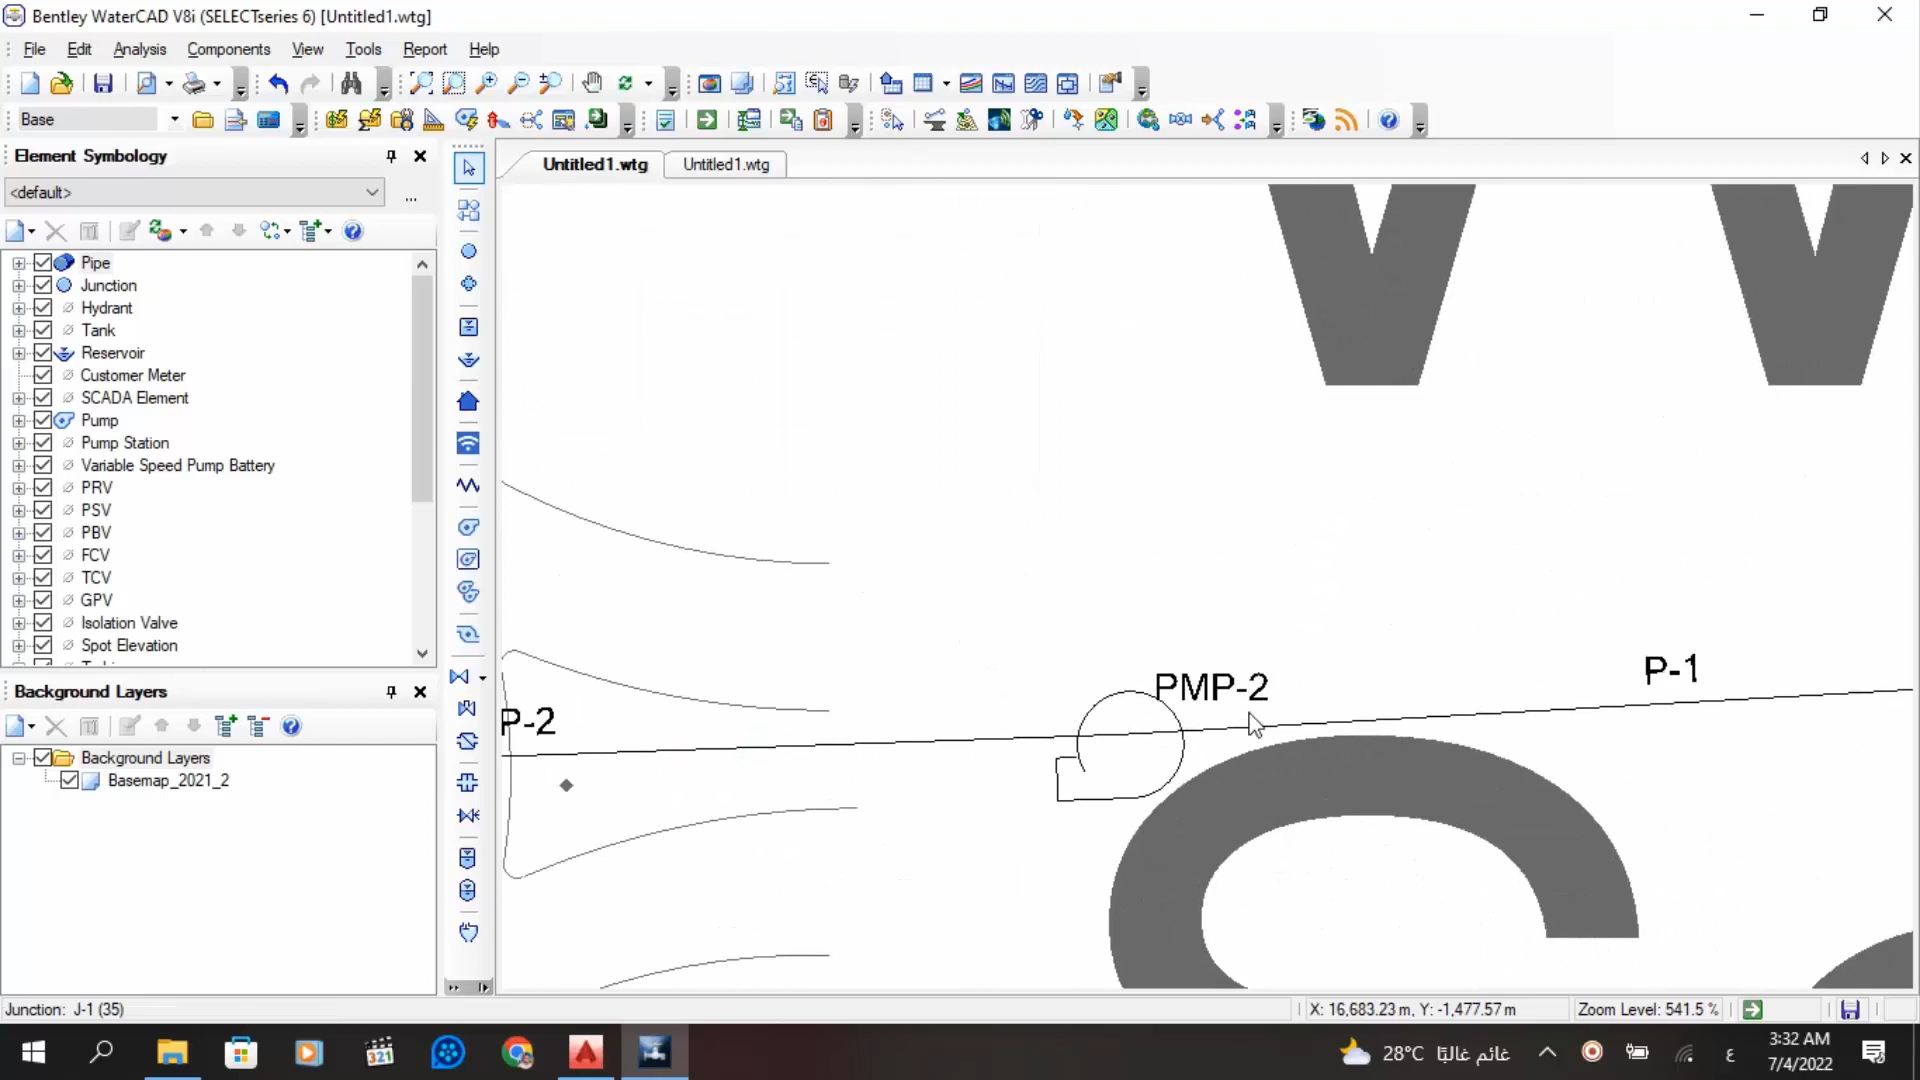 Bentley WaterCAD V8i (SELECTseries 6) [Untitled1.wtg]
File Edit Analysis Components View Tools Report Help
Base
Element Symbology
<default>
...
Pipe
Junction
Hydrant
Tank
Reservoir
Customer Meter
SCADA Element
Pump
Pump Station
Variable Speed Pump Battery
PRV
PSV
PBV
FCV
TCV
GPV
Isolation Valve
Spot Elevation
Background Layers
Background Layers
Basemap_2021_2
Untitled1.wtg Untitled1.wtg
P-1
PMP-2
P-2
Junction: J-1 (35)
X: 16,683.23 m, Y: -1,477.57 m
Zoom Level: 541.5 %
321
28°C غائم غالبًا
ع
3:32 AM
7/4/2022